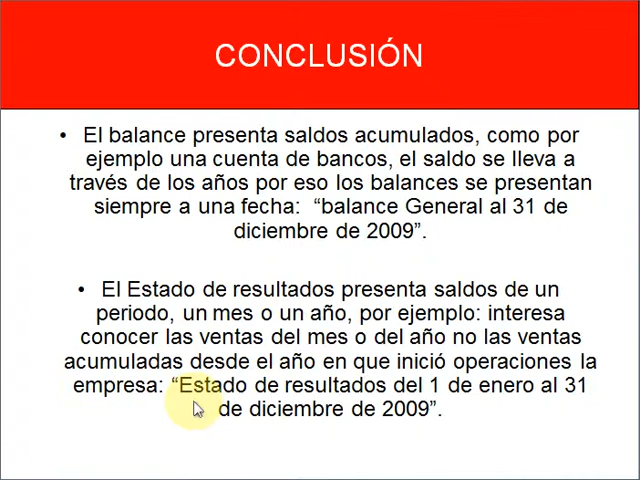 CONCLUSIÓN
• El balance presenta saldos acumulados, como por
ejemplo una cuenta de bancos, el saldo se lleva a
través de los años por eso los balances se presentan
siempre a una fecha:  “balance General al 31 de
diciembre de 2009”.
• El Estado de resultados presenta saldos de un
periodo, un mes o un año, por ejemplo: interesa
conocer las ventas del mes o del año no las ventas
acumuladas desde el año en que inició operaciones la
empresa: “Estado de resultados del 1 de enero al 31
de diciembre de 2009”.